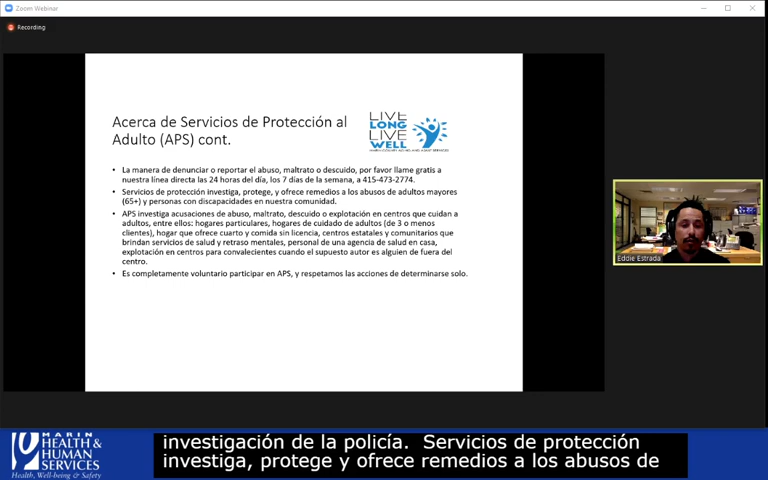 Zoom Webinar
Recording
Acerca de Servicios de Protección al
Adulto (APS) cont.
LIVE
LONG
LIVE
WELL
• La manera de denunciar o reportar el abuso, maltrato o descuido, por favor llame gratis a
nuestra línea directa las 24 horas del día, los 7 días de la semana, a 415-473-2774.
• Servicios de protección investiga, protege, y ofrece remedios a los abusos de adultos mayores
(65+) y personas con discapacidades en nuestra comunidad.
• APS investiga acusaciones de abuso, maltrato, descuido o explotación en centros que cuidan a
adultos, entre ellos: hogares particulares, hogares de cuidado de adultos (de 3 o menos
clientes), hogar que ofrece cuarto y comida sin licencia, centros estatales y comunitarios que
brindan servicios de salud y retraso mentales, personal de una agencia de salud en casa,
explotación en centros para convalecientes cuando el supuesto autor es alguien de fuera del
centro.
• Es completamente voluntario participar en APS, y respetamos las acciones de determinarse solo.
Eddie Estrada
MARIN
HEALTH &
HUMAN
SERVICES
Health, Well-being & Safety
investigación de la policía.  Servicios de protección
investiga, protege y ofrece remedios a los abusos de